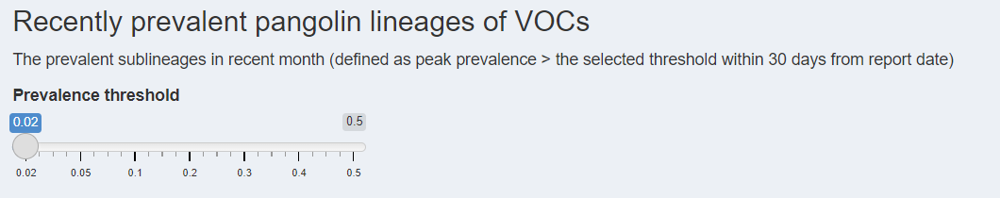 Recently prevalent pangolin lineages of VOCs
The prevalent sublineages in recent month (defined as peak prevalence > the selected threshold within 30 days from report date)
Prevalence threshold
0.02 0.5
0.02 0.05 0.1 0.2 0.3 0.4 0.5